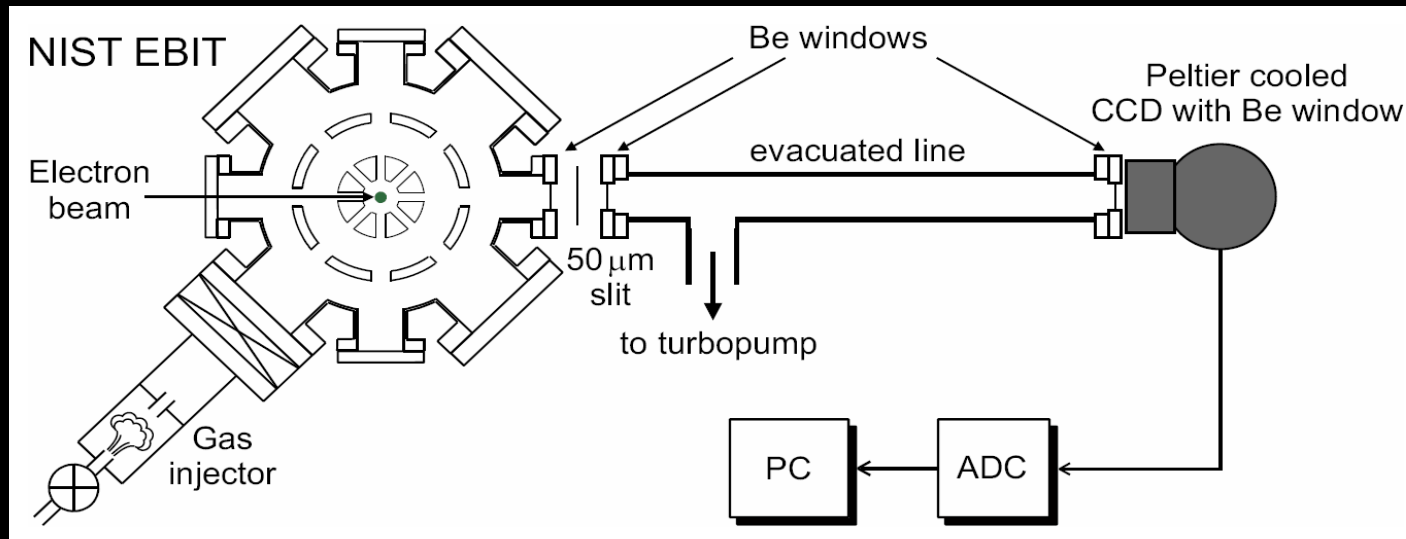 NIST EBIT
Be windows
Peltier cooled
CCD with Be window
evacuated line
Electron
beam
50 μm
slit
to turbopump
Gas
injector
PC
ADC